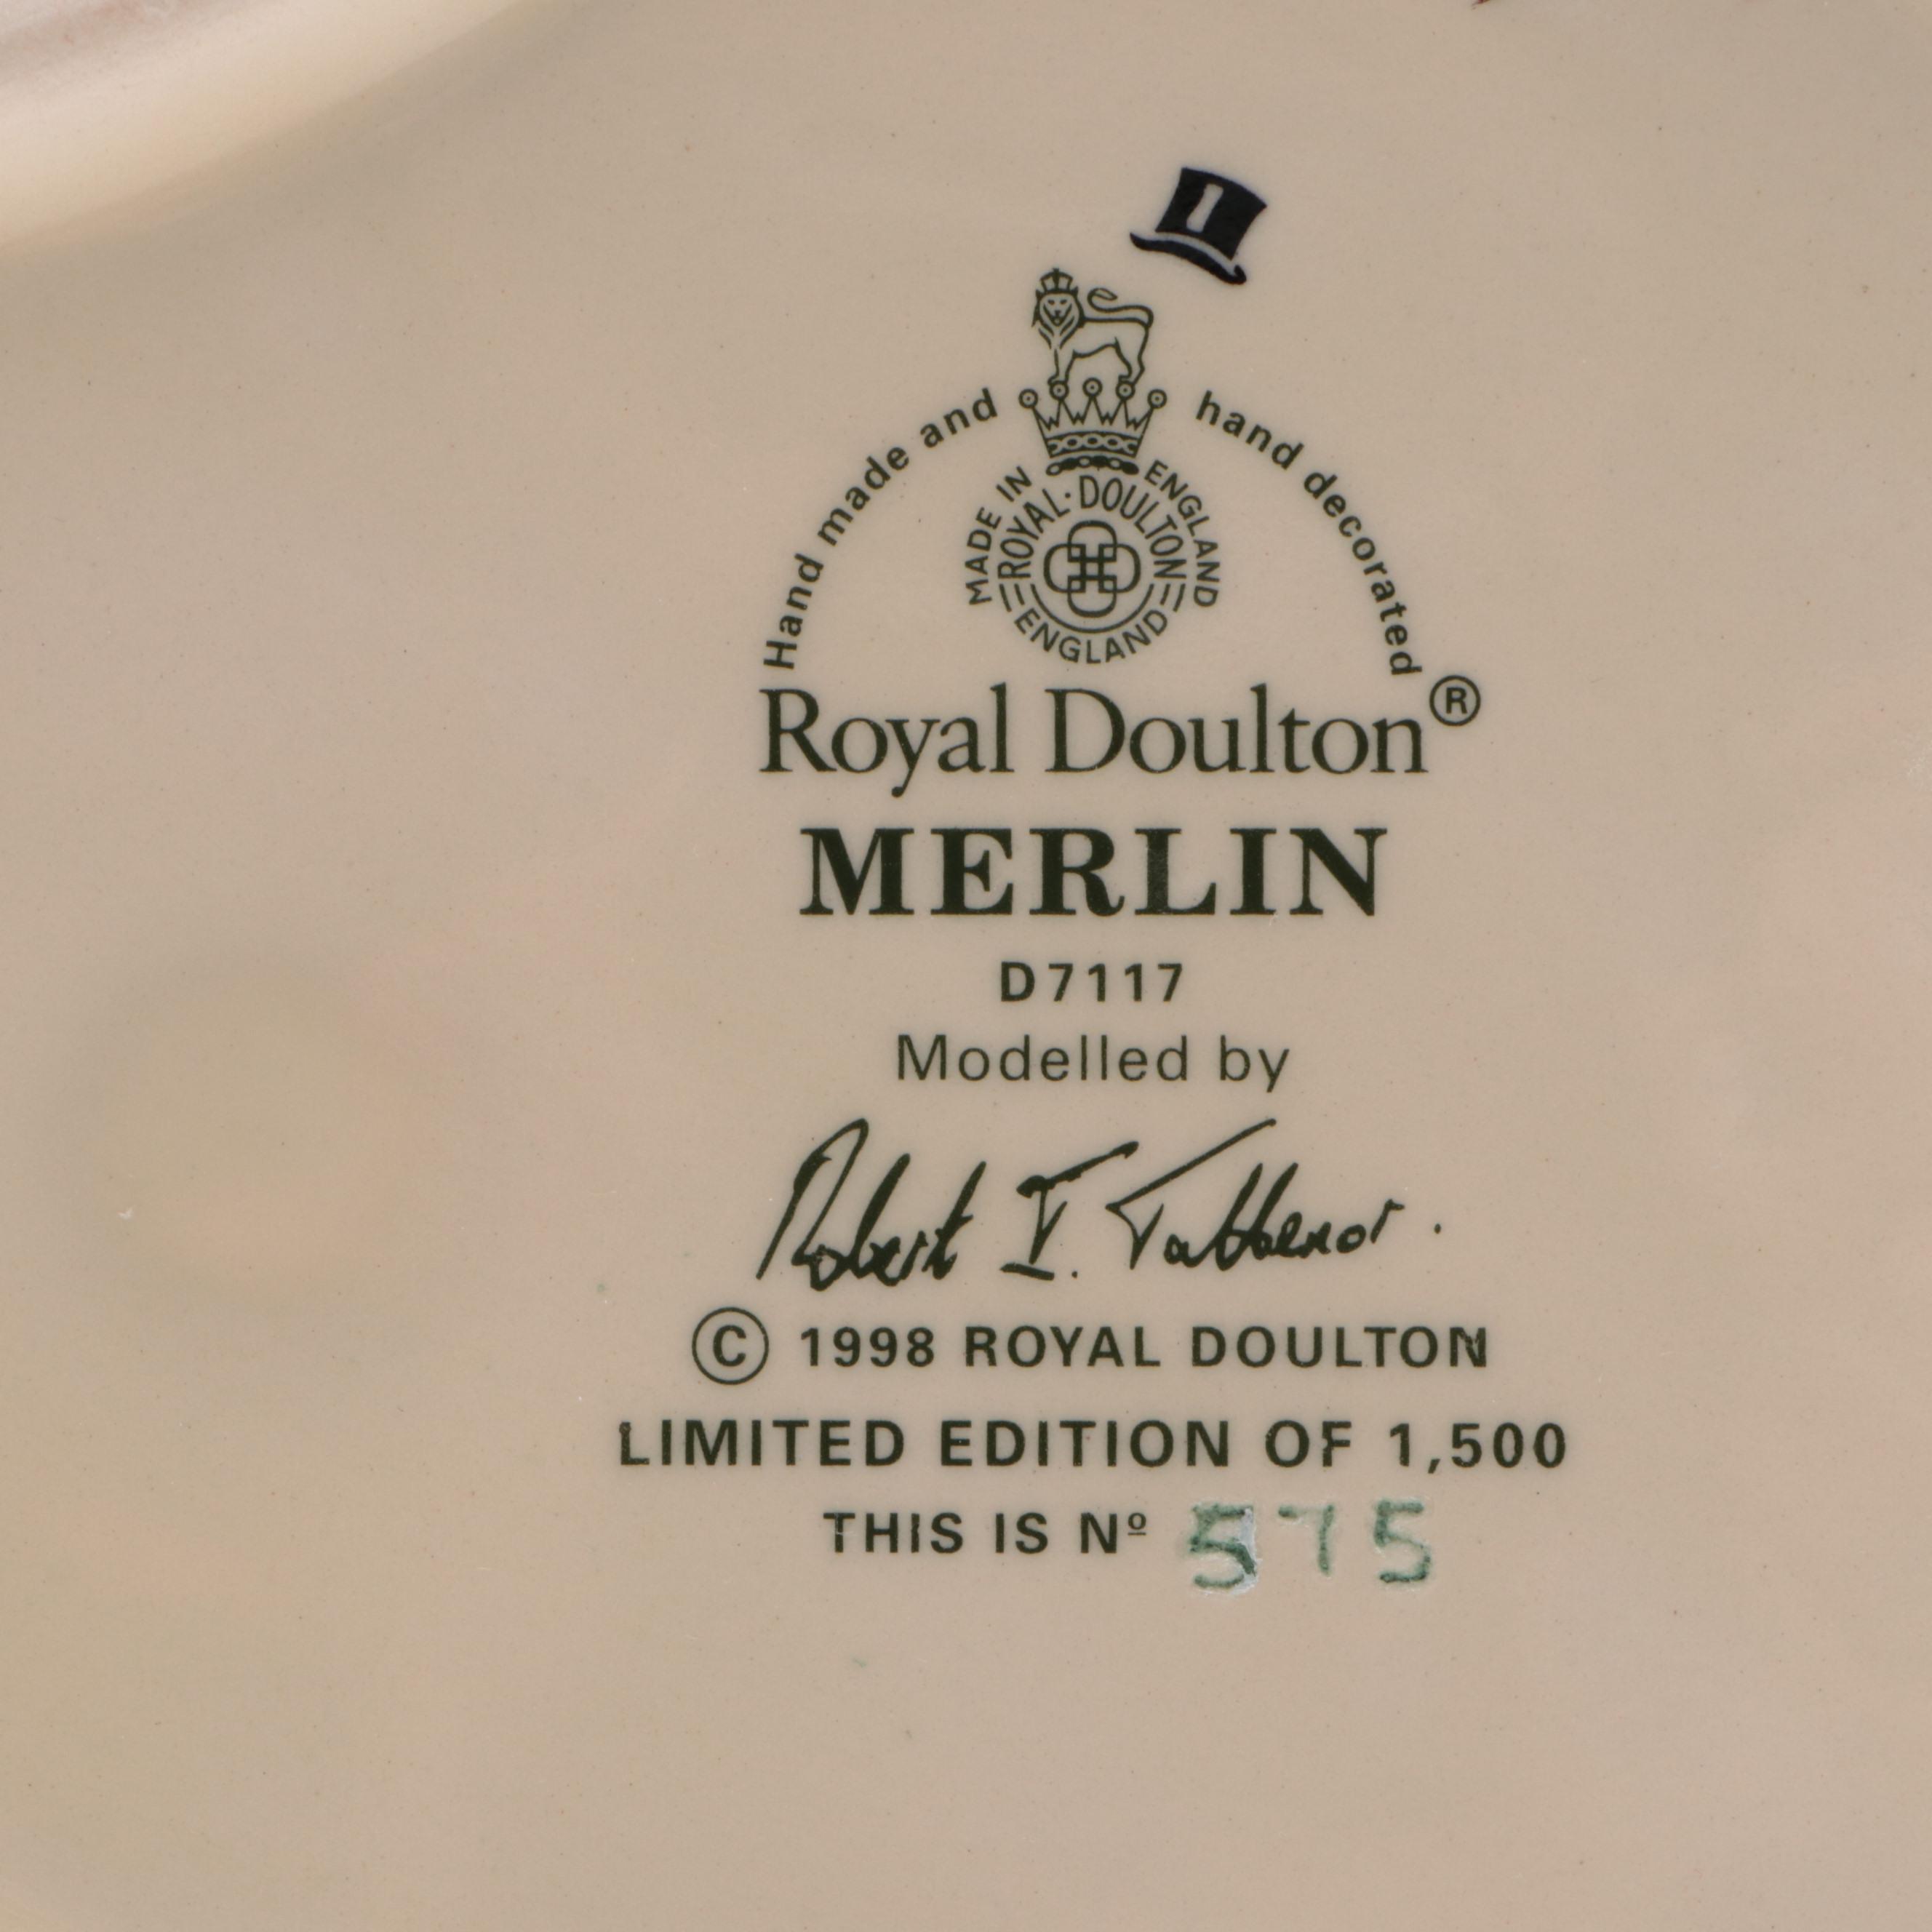 1
Hand made and hand decorated
MADE IN ENGLAND
ROYAL·DOULTON
ENGLAND
Royal Doulton®
MERLIN
D7117
Modelled by
Robert I. Tabbenor.
© 1998 ROYAL DOULTON
LIMITED EDITION OF 1,500
THIS IS Nº 575